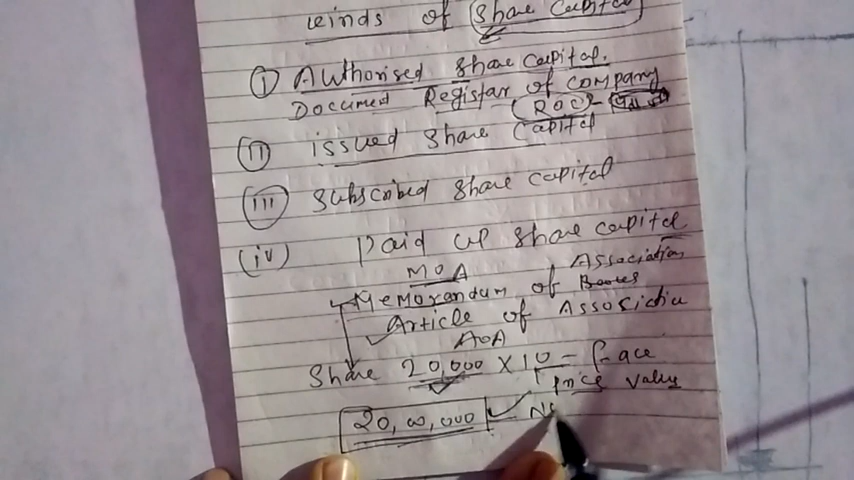 kinds of Share Capital
(i) Authorised Share Capital.
Document Registar of Company
(ROC)
(ii) issued Share Capital
(iii) Subscribed Share Capital
(iv) Paid up Share Capital
MOA
Memorandum of Association
Article of Association
AOA
Share 20,000 X 10 = face
Price Value
20,00,000